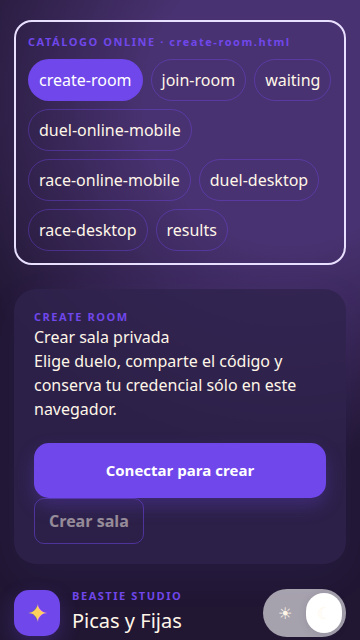 CATÁLOGO ONLINE · create-room.html
create-room join-room waiting
duel-online-mobile
race-online-mobile duel-desktop
race-desktop results
CREATE ROOM
Crear sala privada
Elige duelo, comparte el código y
conserva tu credencial sólo en este
navegador.
Conectar para crear
Crear sala
BEASTIE STUDIO
Picas y Fijas